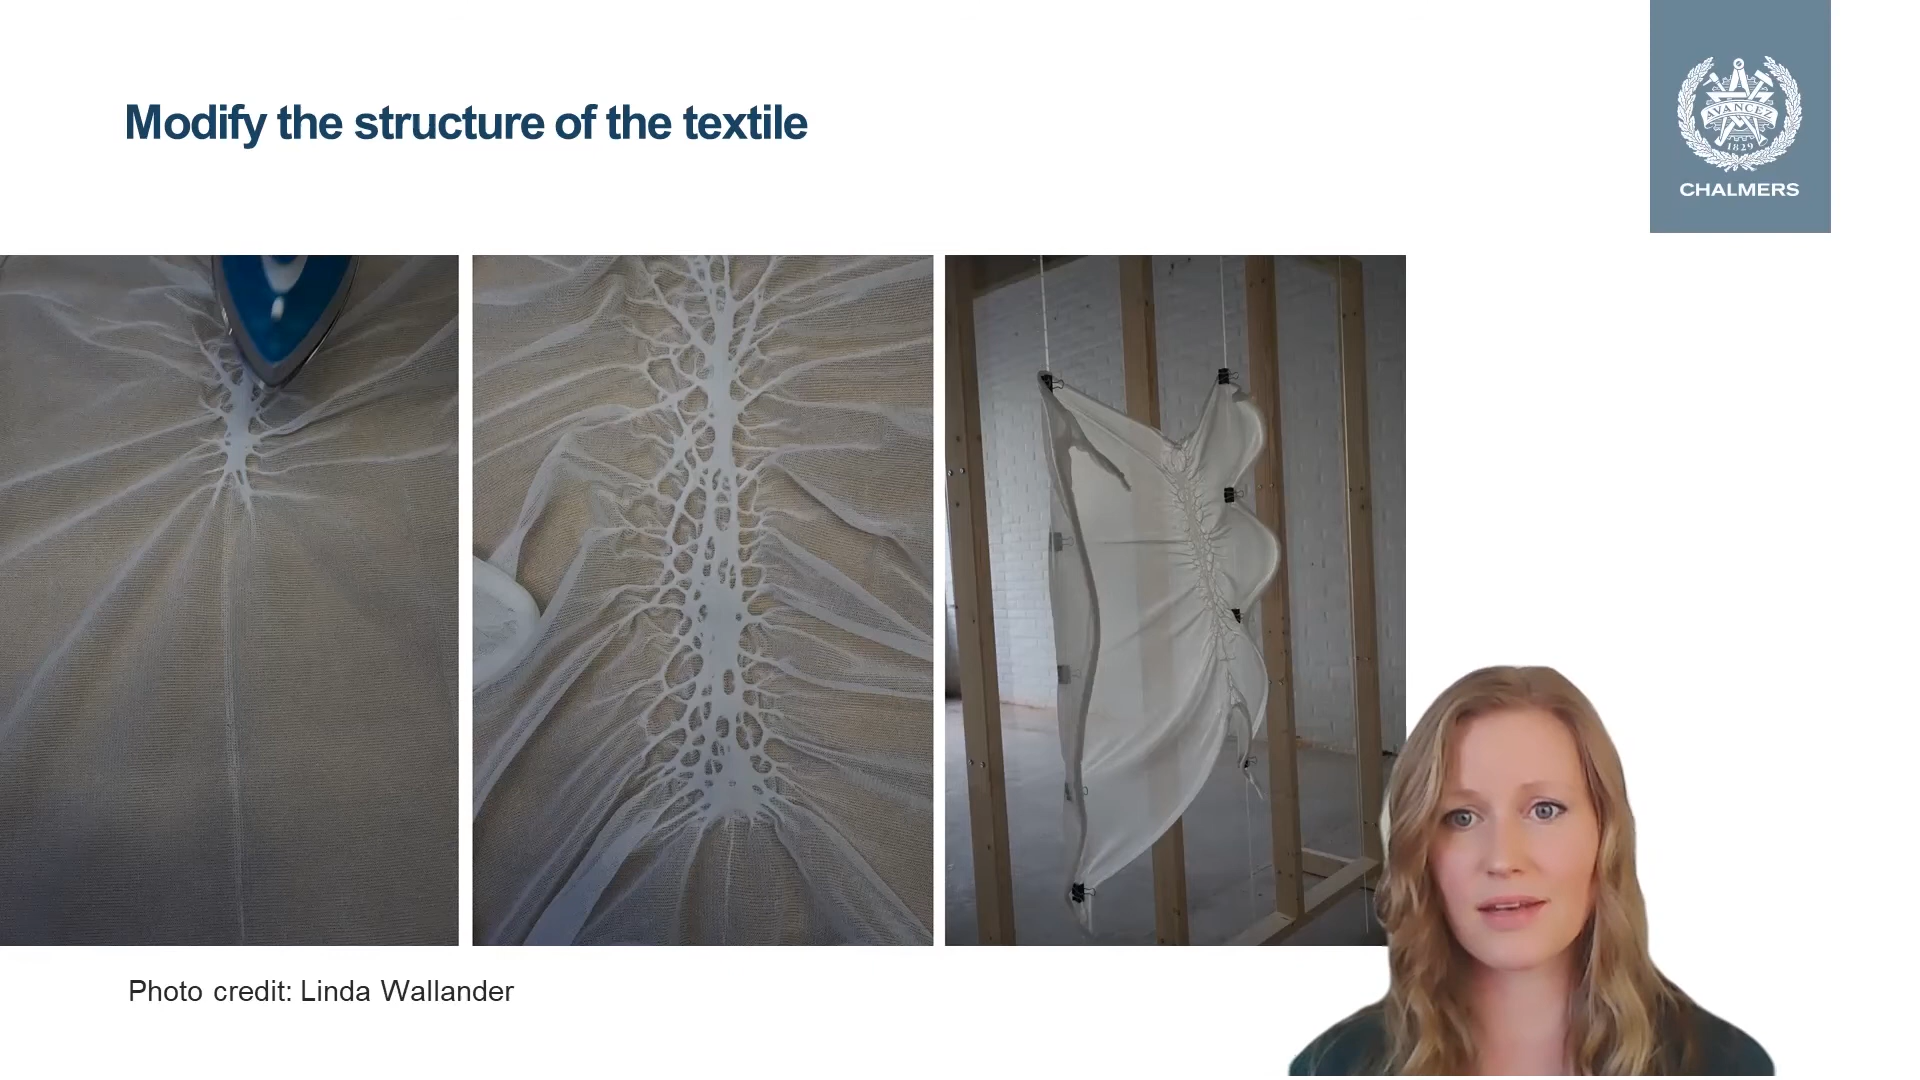 Modify the structure of the textile
AVANCEZ
1829
CHALMERS
Photo credit: Linda Wallander